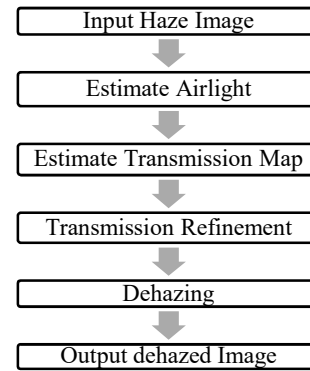 Input Haze Image
Estimate Airlight
Estimate Transmission Map
Transmission Refinement
Dehazing
Output dehazed Image